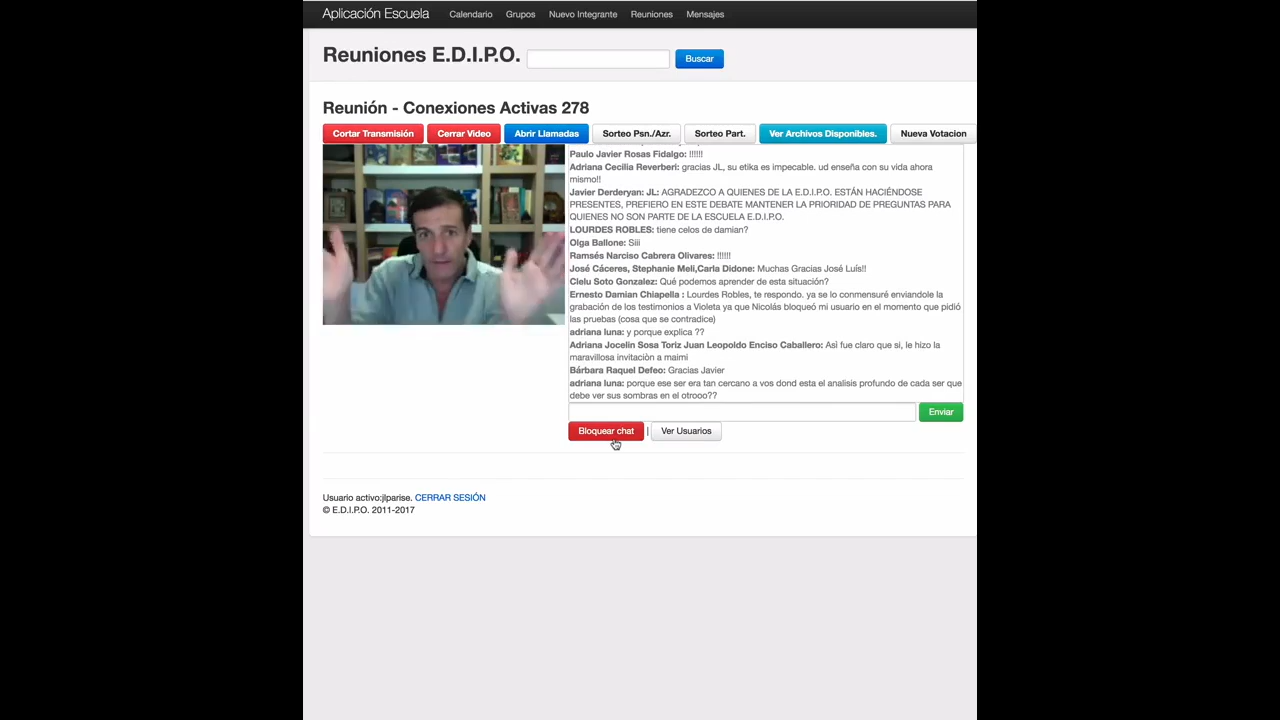 Aplicación Escuela Calendario Grupos Nuevo Integrante Reuniones Mensajes
Reuniones E.D.I.P.O. Buscar
Reunión - Conexiones Activas 278
Cortar Transmisión Cerrar Video Abrir Llamadas Sorteo Psn./Azr. Sorteo Part. Ver Archivos Disponibles. Nueva Votacion
Paulo Javier Rosas Fidalgo: !!!!!!
Adriana Cecilia Reverberi: gracias JL, su etika es impecable. ud enseña con su vida ahora
mismo!!
Javier Derderyan: JL: AGRADEZCO A QUIENES DE LA E.D.I.P.O. ESTÁN HACIÉNDOSE
PRESENTES, PREFIERO EN ESTE DEBATE MANTENER LA PRIORIDAD DE PREGUNTAS PARA
QUIENES NO SON PARTE DE LA ESCUELA E.D.I.P.O.
LOURDES ROBLES: tiene celos de damian?
Olga Ballone: Siii
Ramsés Narciso Cabrera Olivares: !!!!!!
José Cáceres, Stephanie Meli,Carla Didone: Muchas Gracias José Luís!!
Cielu Soto Gonzalez: Qué podemos aprender de esta situación?
Ernesto Damian Chiapella : Lourdes Robles, te respondo. ya se lo conmensuré enviandole la
grabación de los testimonios a Violeta ya que Nicolás bloqueó mi usuario en el momento que pidió
las pruebas (cosa que se contradice)
adriana luna: y porque explica ??
Adriana Jocelin Sosa Toriz Juan Leopoldo Enciso Caballero: Asì fue claro que si, le hizo la
maravillosa invitaciòn a maimi
Bárbara Raquel Defeo: Gracias Javier
adriana luna: porque ese ser era tan cercano a vos dond esta el analisis profundo de cada ser que
debe ver sus sombras en el otrooo??
Enviar
Bloquear chat | Ver Usuarios
Usuario activo:jlparise. CERRAR SESIÓN
© E.D.I.P.O. 2011-2017